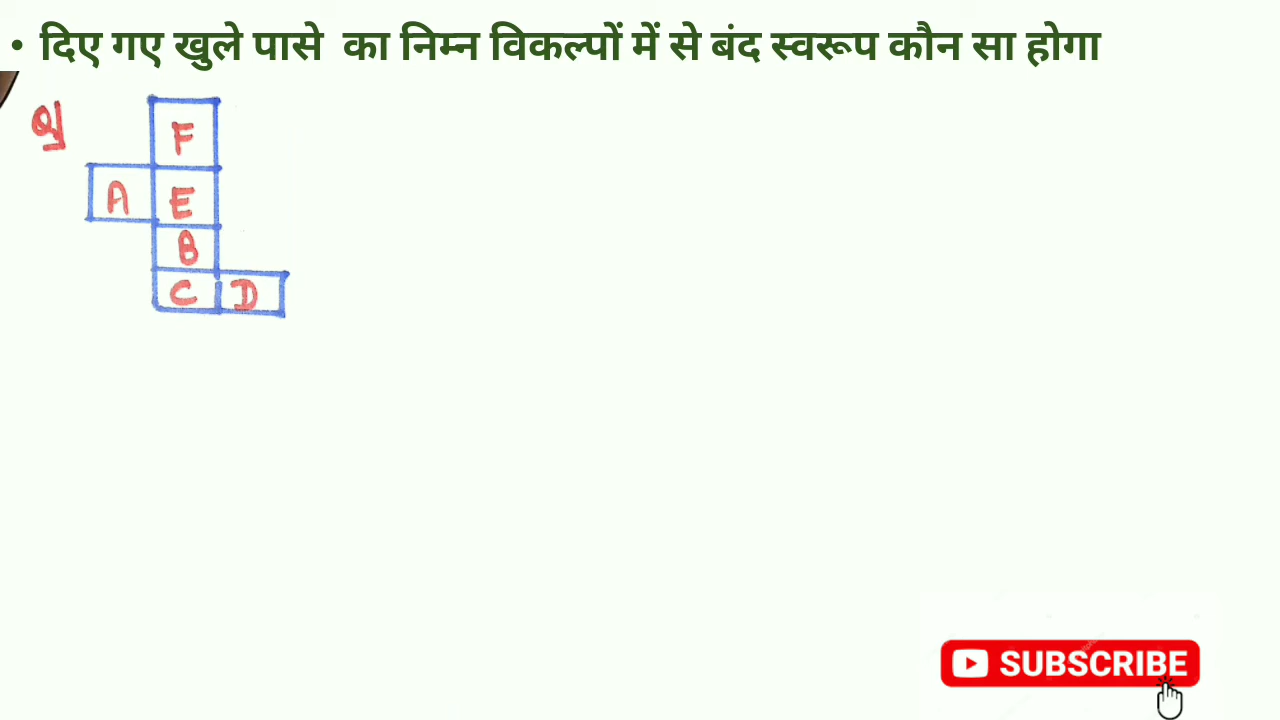 • दिए गए खुले पासे का निम्न विकल्पों में से बंद स्वरूप कौन सा होगा
F
A E
B
C D
SUBSCRIBE